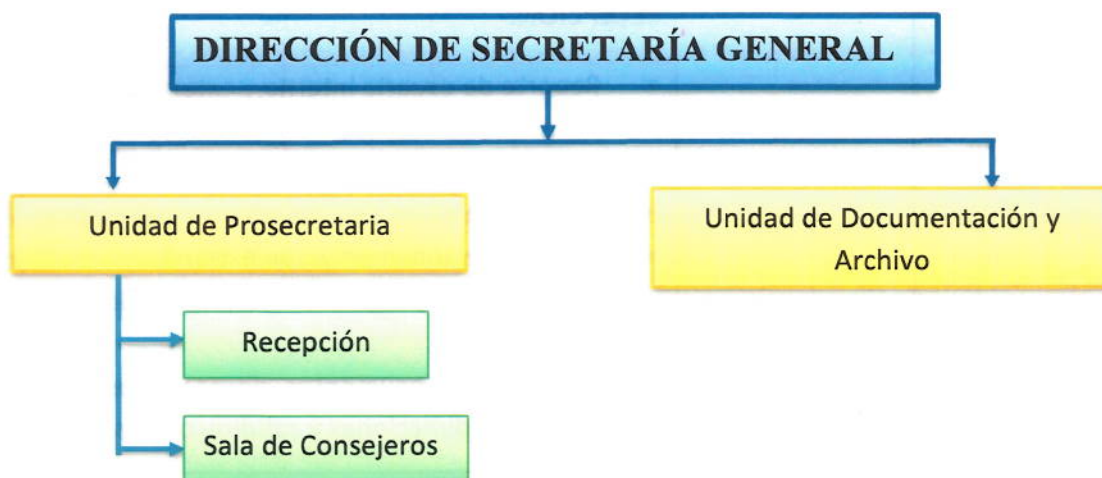 DIRECCIÓN DE SECRETARÍA GENERAL
Unidad de Prosecretaria
Unidad de Documentación y
Archivo
Recepción
Sala de Consejeros